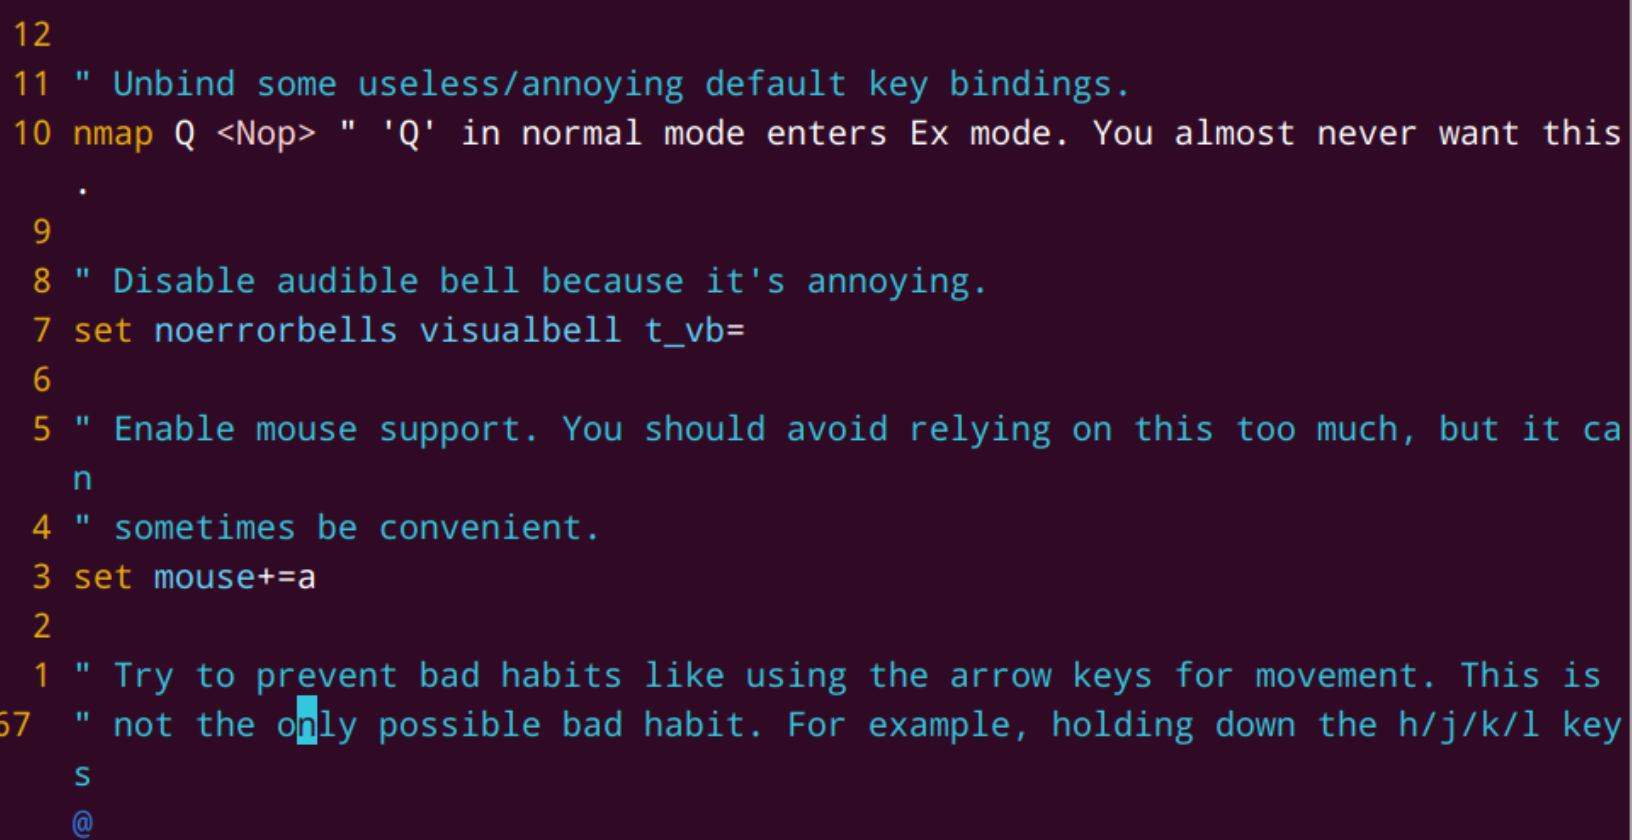 12
11 " Unbind some useless/annoying default key bindings.
10 nmap Q <Nop> " 'Q' in normal mode enters Ex mode. You almost never want this
.
9
8 " Disable audible bell because it's annoying.
7 set noerrorbells visualbell t_vb=
6
5 " Enable mouse support. You should avoid relying on this too much, but it ca
n
4 " sometimes be convenient.
3 set mouse+=a
2
1 " Try to prevent bad habits like using the arrow keys for movement. This is
67 " not the only possible bad habit. For example, holding down the h/j/k/l key
s
@